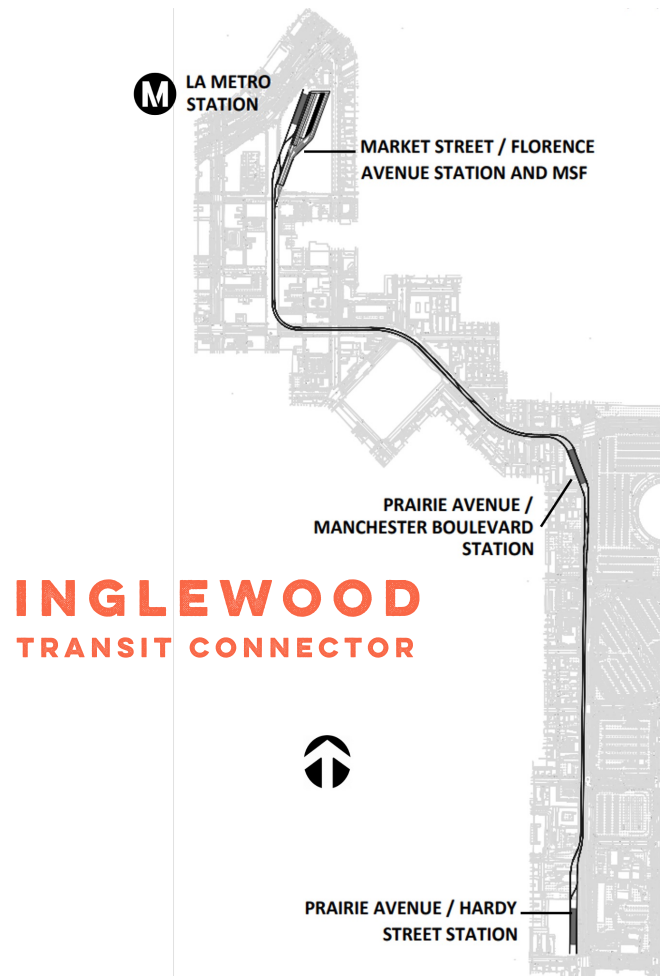 M
LA METRO
STATION
MARKET STREET / FLORENCE
AVENUE STATION AND MSF
PRAIRIE AVENUE /
MANCHESTER BOULEVARD
STATION
INGLEWOOD
TRANSIT CONNECTOR
PRAIRIE AVENUE / HARDY
STREET STATION